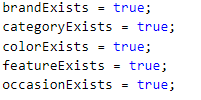 brandExists = true;
categoryExists = true;
colorExists = true;
featureExists = true;
occasionExists = true;